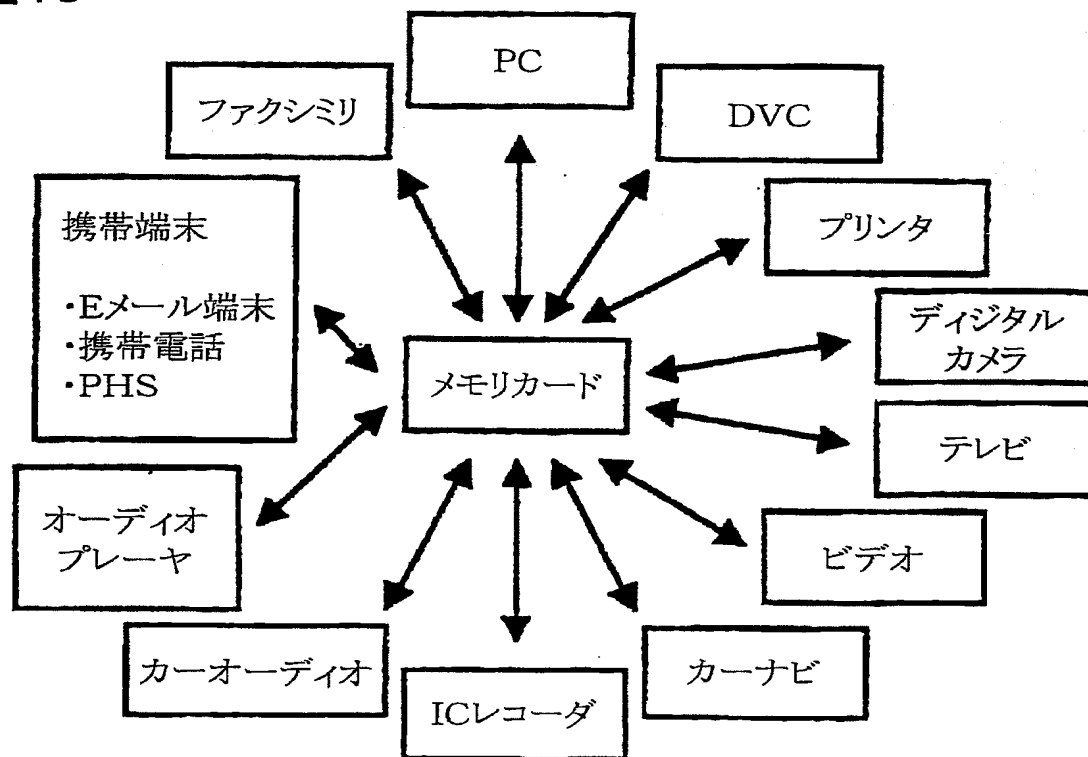 PC
ファクシミリ
DVC
プリンタ
携帯端末
・Eメール端末
・携帯電話
・PHS
ディジタル
カメラ
メモリカード
テレビ
オーディオ
プレーヤ
ビデオ
カーオーディオ
ICレコーダ
カーナビ